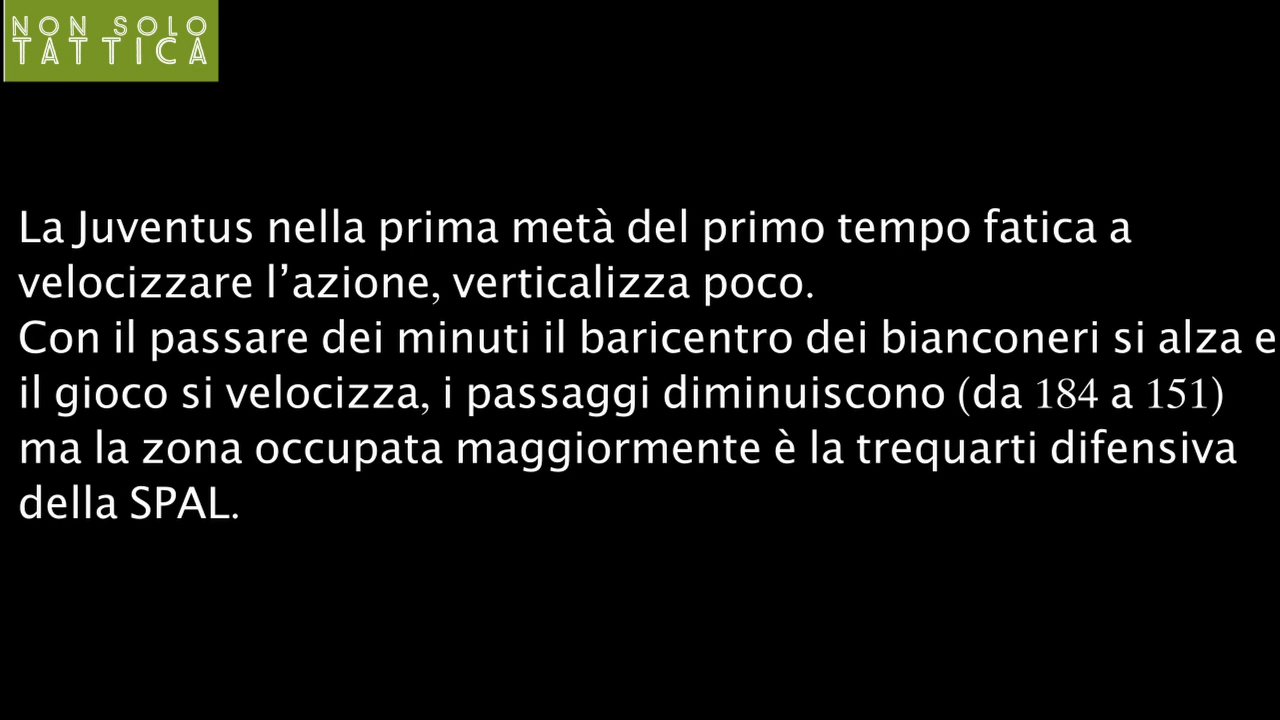 NON SOLO
TATTICA
La Juventus nella prima metà del primo tempo fatica a
velocizzare l’azione, verticalizza poco.
Con il passare dei minuti il baricentro dei bianconeri si alza e
il gioco si velocizza, i passaggi diminuiscono (da 184 a 151)
ma la zona occupata maggiormente è la trequarti difensiva
della SPAL.